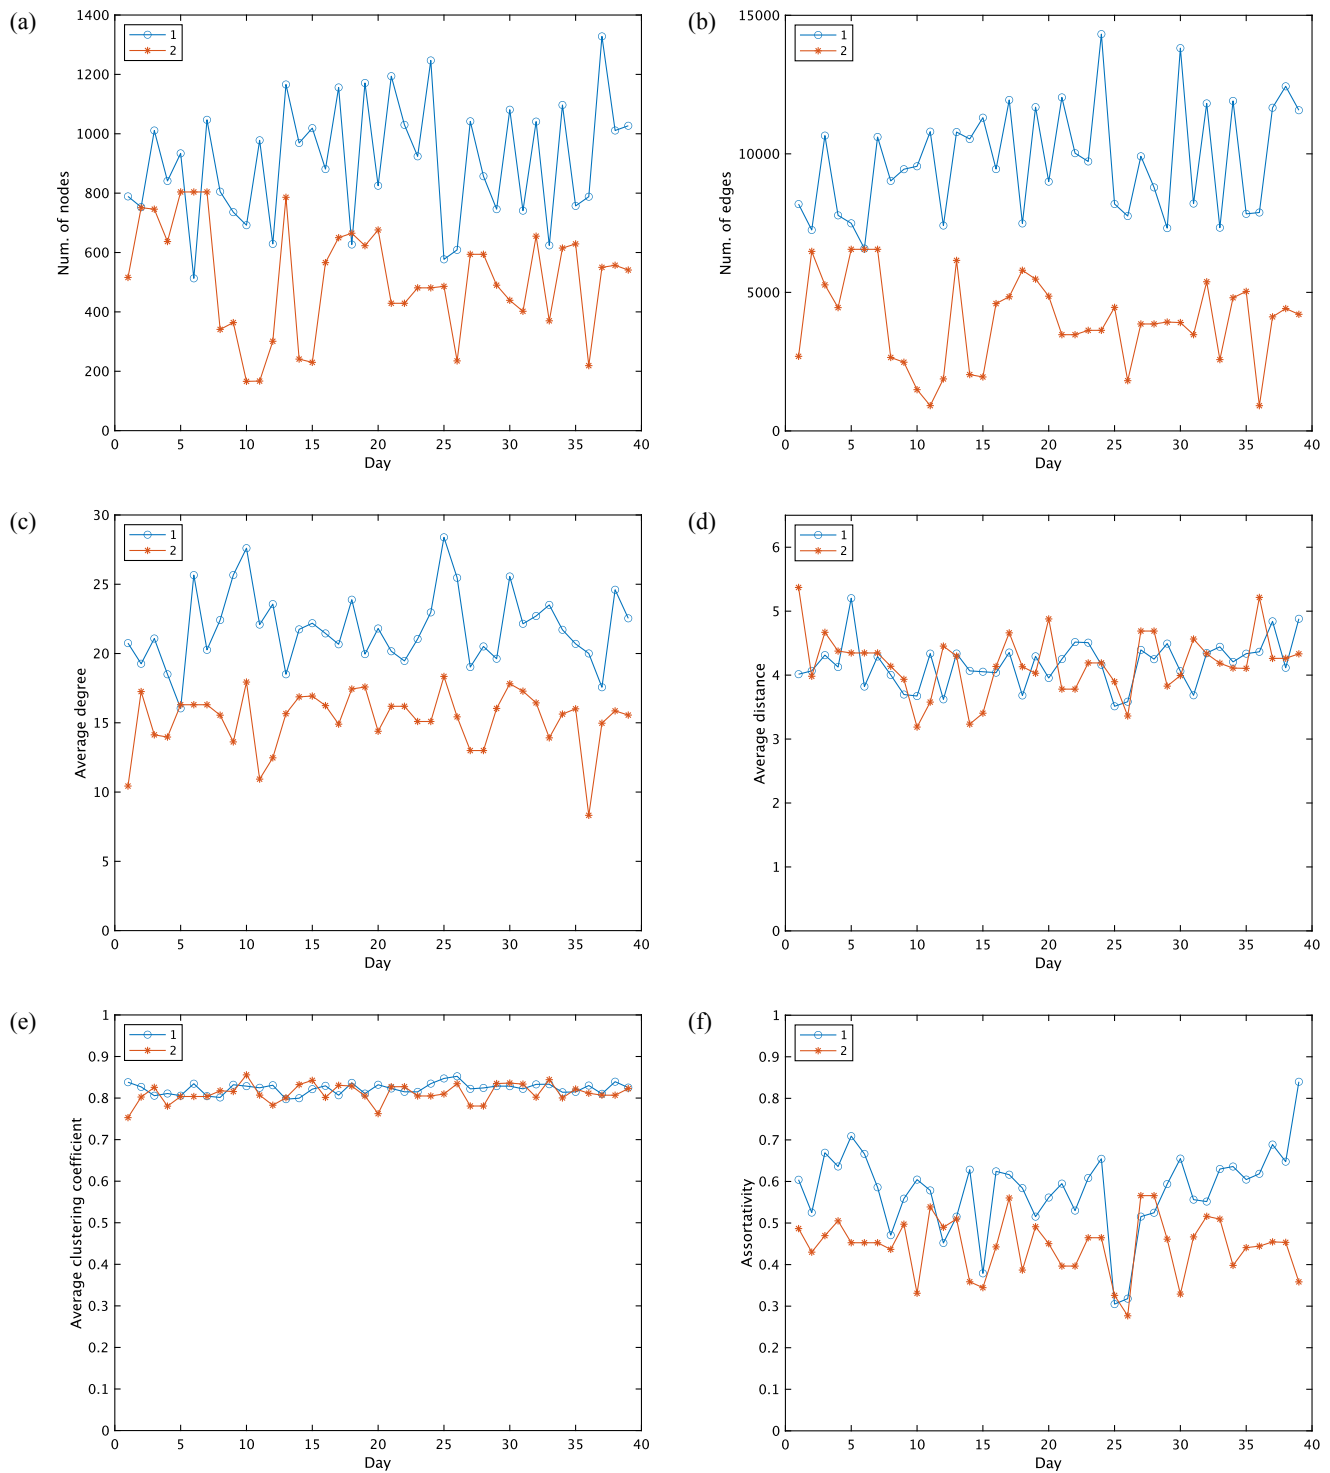 (a)
1400
1200
1000
800
600
400
200
0
0 5 10 15 20 25 30 35 40
Num. of nodes
Day
1
2
(b)
15000
10000
5000
0
0 5 10 15 20 25 30 35 40
Num. of edges
Day
1
2
(c)
30
25
20
15
10
5
0
0 5 10 15 20 25 30 35 40
Average degree
Day
1
2
(d)
6
5
4
3
2
1
0
0 5 10 15 20 25 30 35 40
Average distance
Day
1
2
(e)
1
0.9
0.8
0.7
0.6
0.5
0.4
0.3
0.2
0.1
0
0 5 10 15 20 25 30 35 40
Average clustering coefficient
Day
1
2
(f)
1
0.9
0.8
0.7
0.6
0.5
0.4
0.3
0.2
0.1
0
0 5 10 15 20 25 30 35 40
Assortativity
Day
1
2